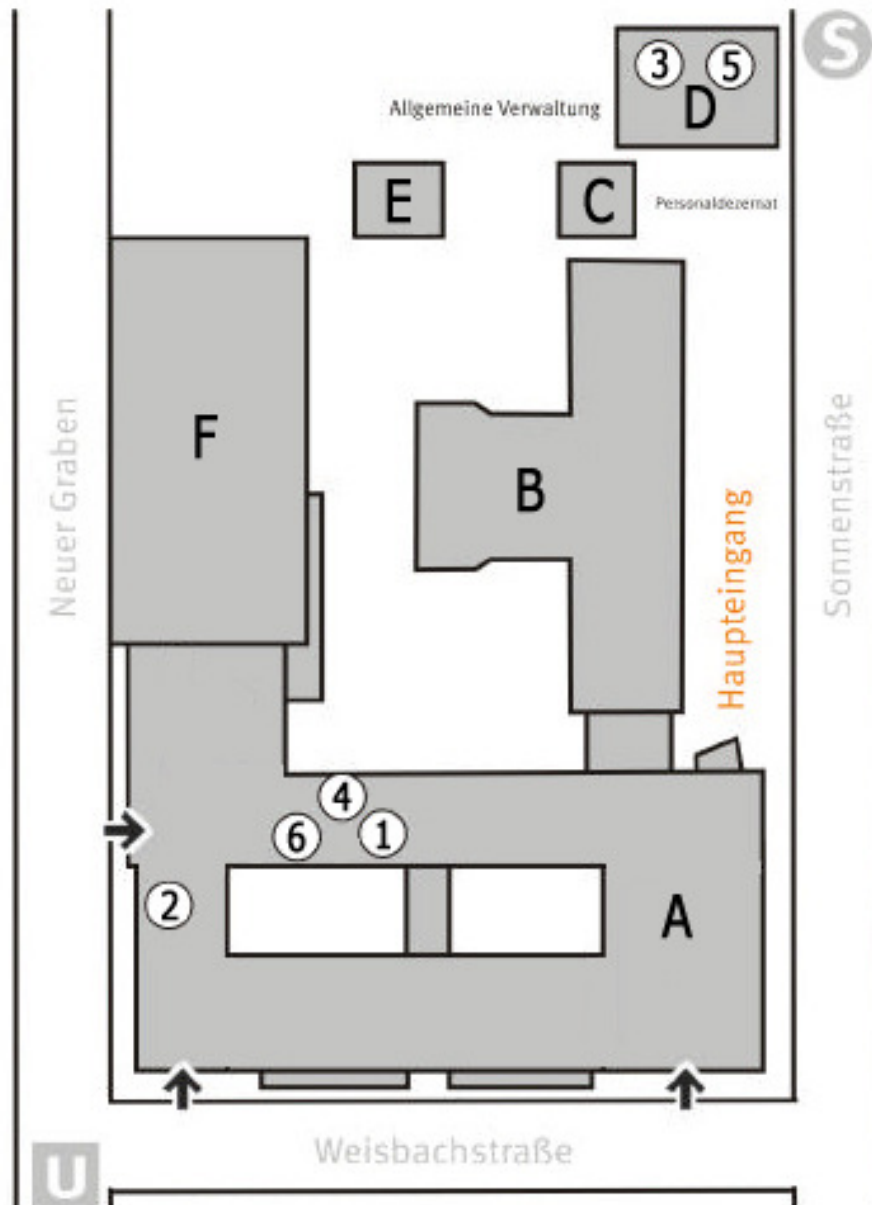 S
3 5
D
Allgemeine Verwaltung
E
C
Personaldezernat
F
B
Neuer Graben
Sonnenstraße
Haupteingang
4
6 1
2
A
Weisbachstraße
U